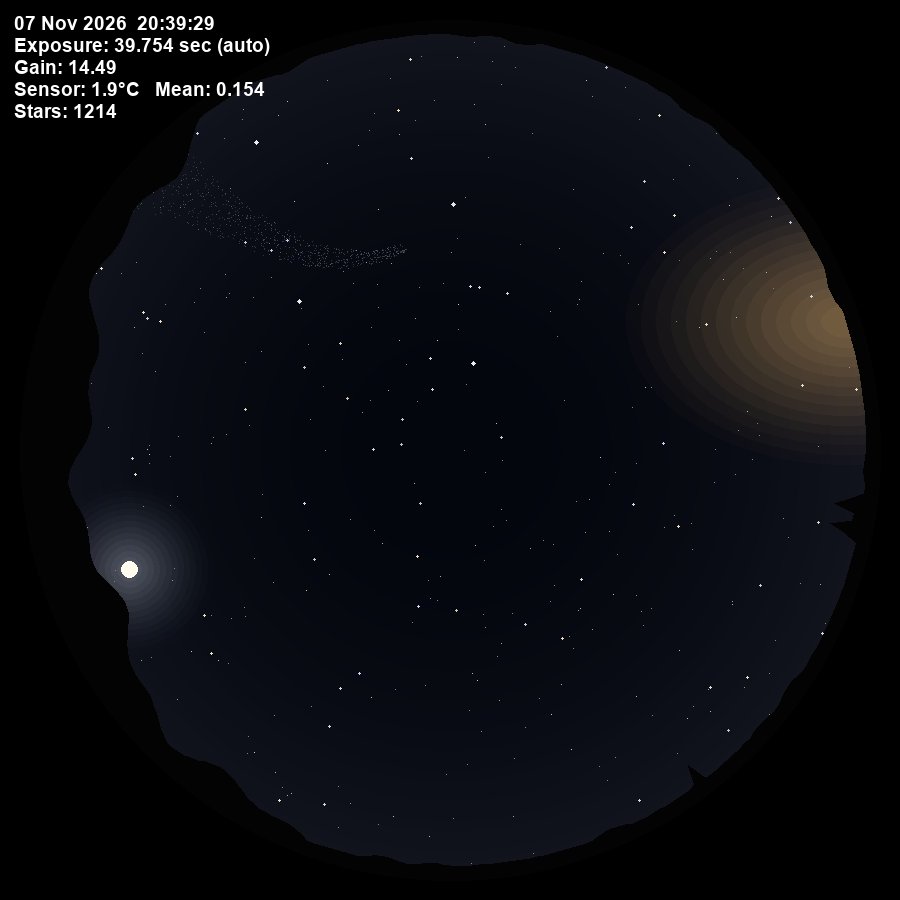 07 Nov 2026  20:39:29
Exposure: 39.754 sec (auto)
Gain: 14.49
Sensor: 1.9°C   Mean: 0.154
Stars: 1214